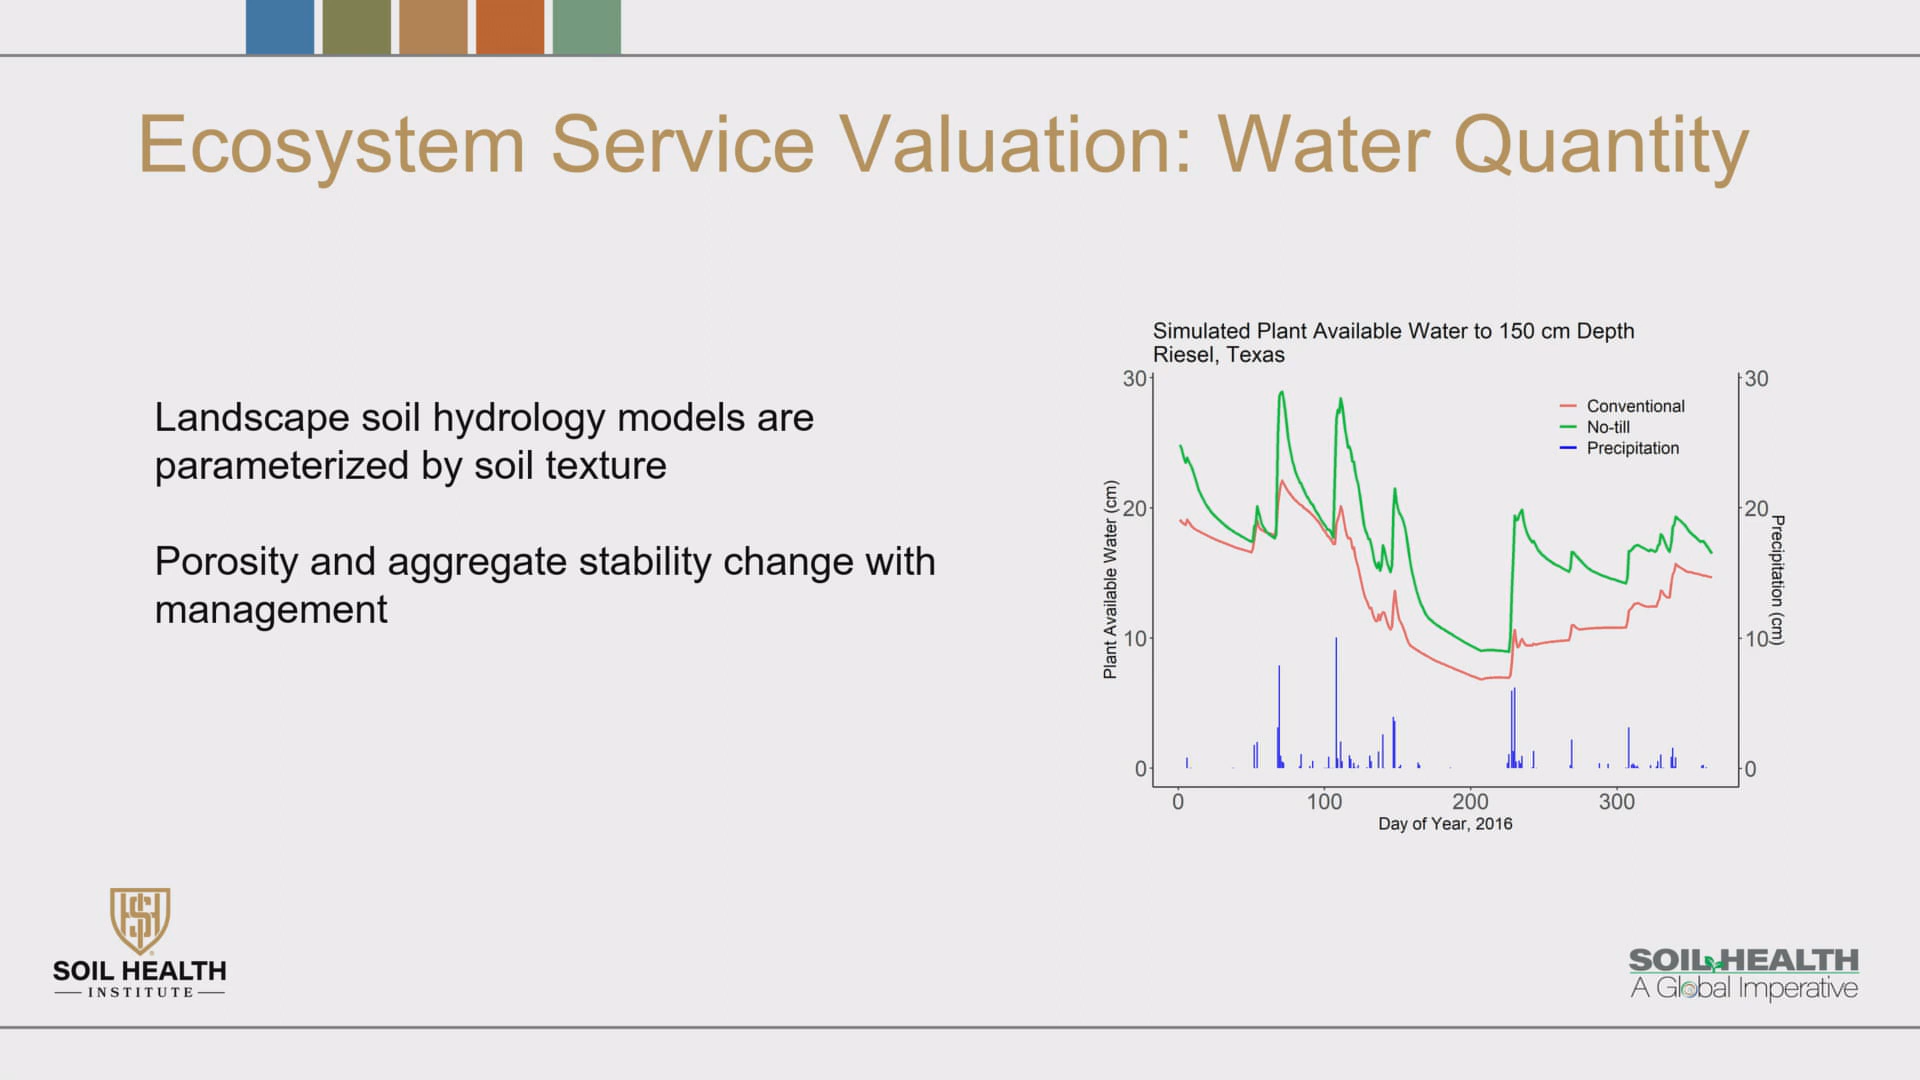 Ecosystem Service Valuation: Water Quantity
Landscape soil hydrology models are
parameterized by soil texture
Porosity and aggregate stability change with
management
Simulated Plant Available Water to 150 cm Depth
Riesel, Texas
30
20
10
0
Plant Available Water (cm)
Conventional
No-till
Precipitation
30
20
10
0
Precipitation (cm)
0 100 200 300
Day of Year, 2016
SOIL HEALTH
INSTITUTE
SOIL HEALTH
A Global Imperative